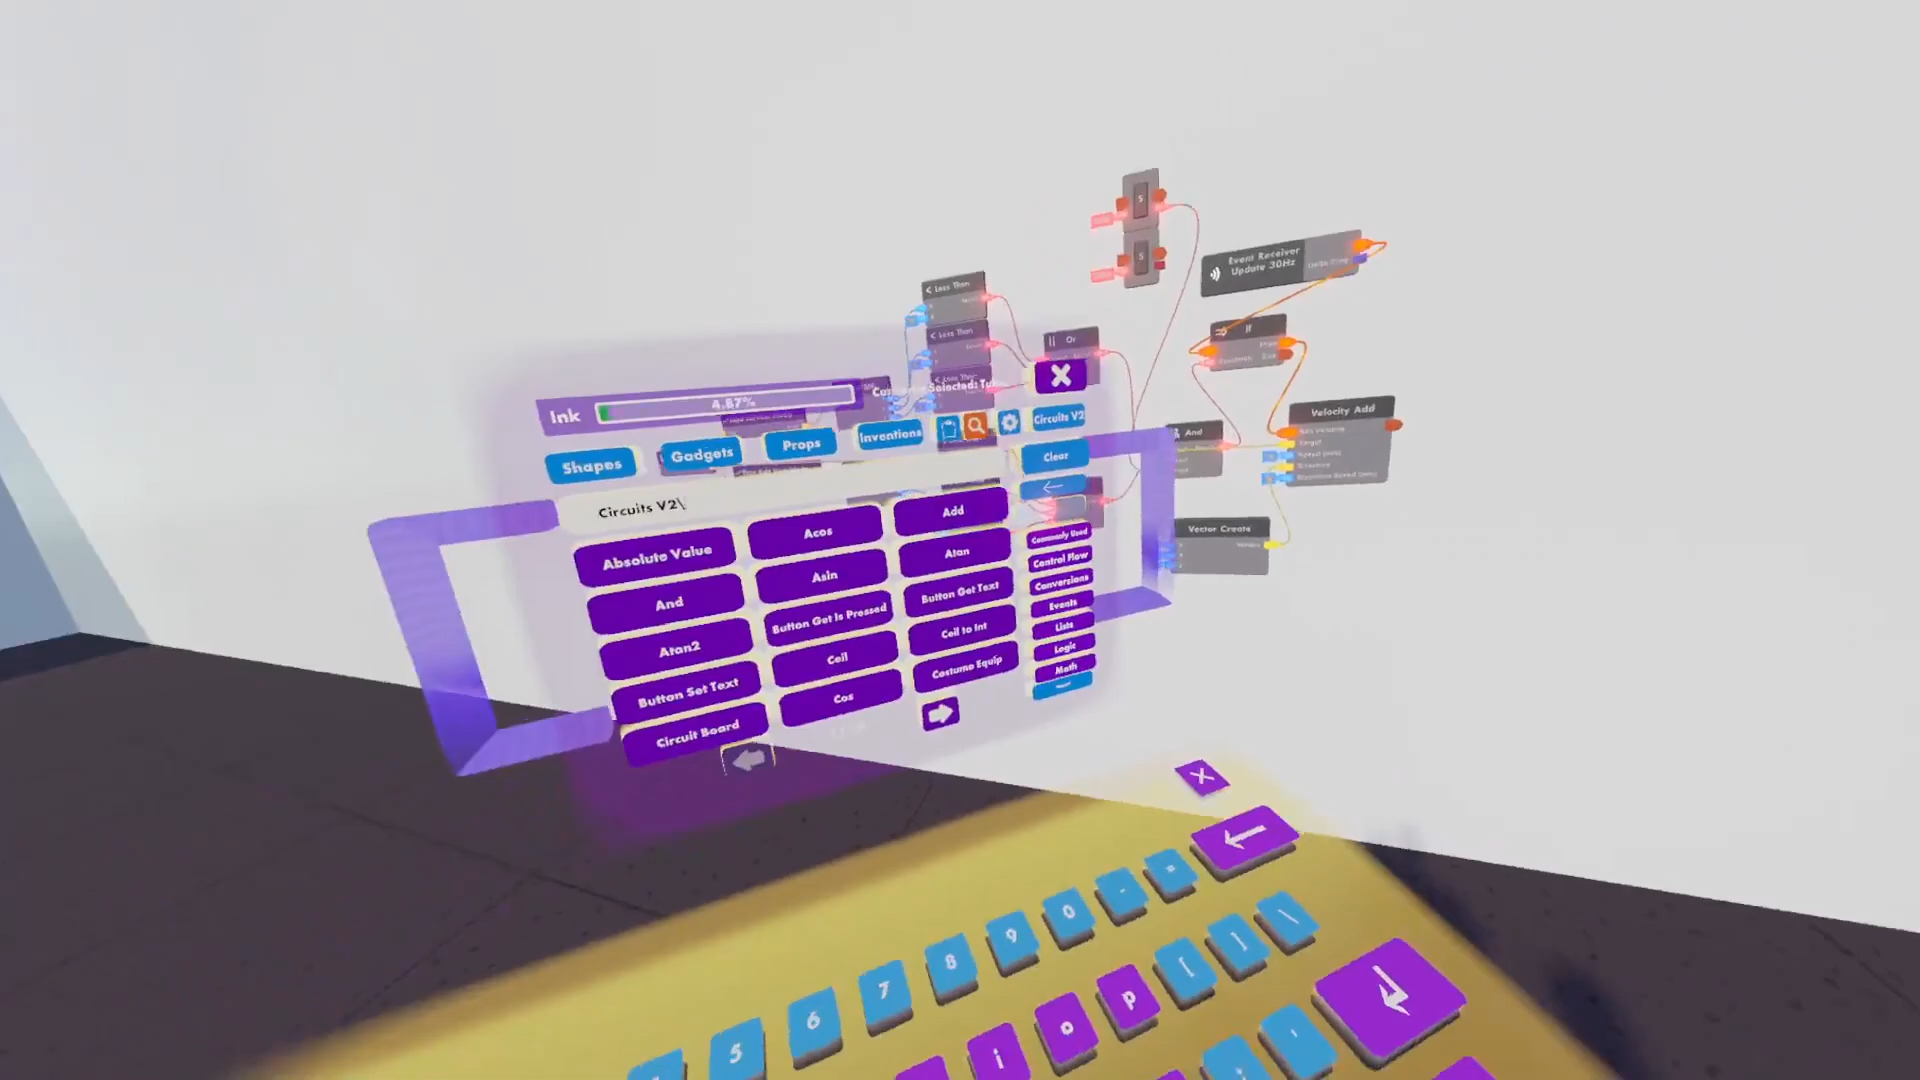 S
S
Event Receiver
Update 30Hz
< Less Than
< Less Than
Or
If
And
Velocity Add
Target
Vector Create
Ink
4.87%
Shapes
Gadgets
Props
Inventions
Circuits V2
Clear
Circuits V2\
Absolute Value
Acos
Add
And
Asin
Atan
Atan2
Button Get Is Pressed
Button Get Text
Button Set Text
Ceil
Ceil to Int
Circuit Board
Cos
Costume Equip
Commonly Used
Control Flow
Conversions
Events
Lists
Logic
Math
5 6 7 8 9 0 - =
i o p [ ] \
; '